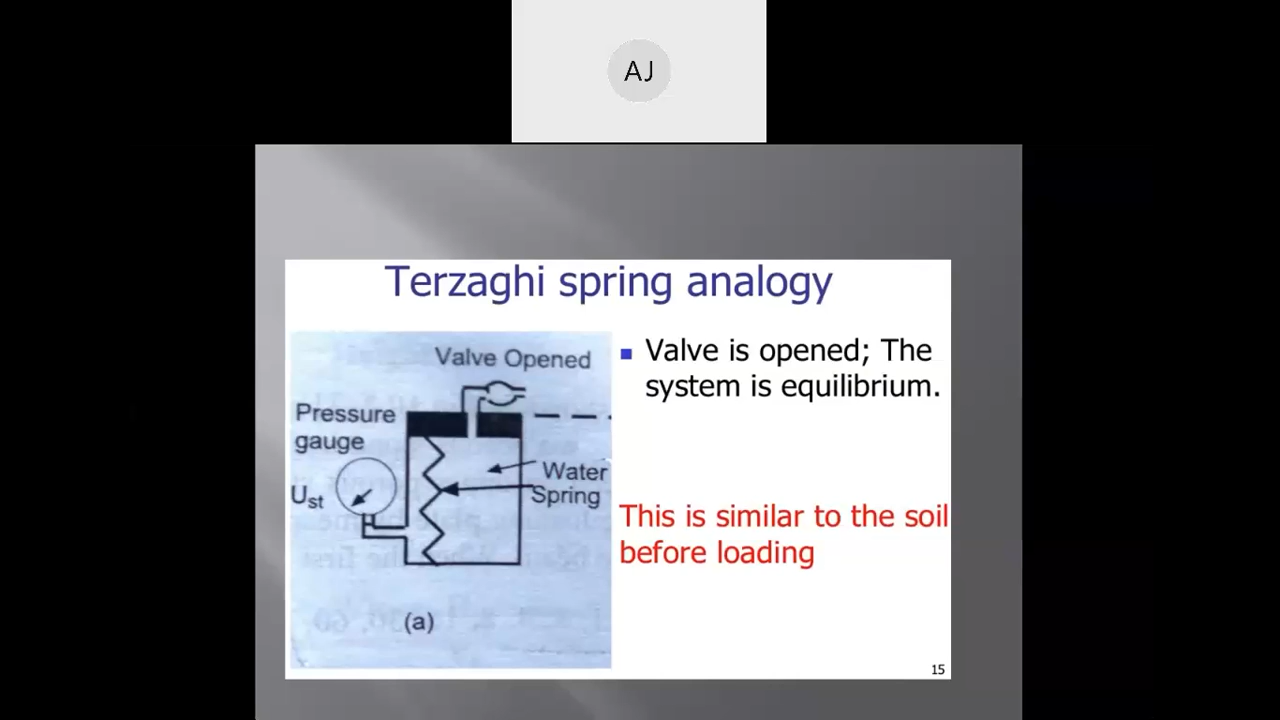 AJ
Terzaghi spring analogy
Valve Opened
Pressure
gauge
Ust
Water
Spring
(a)
Valve is opened; The
system is equilibrium.
This is similar to the soil
before loading
15